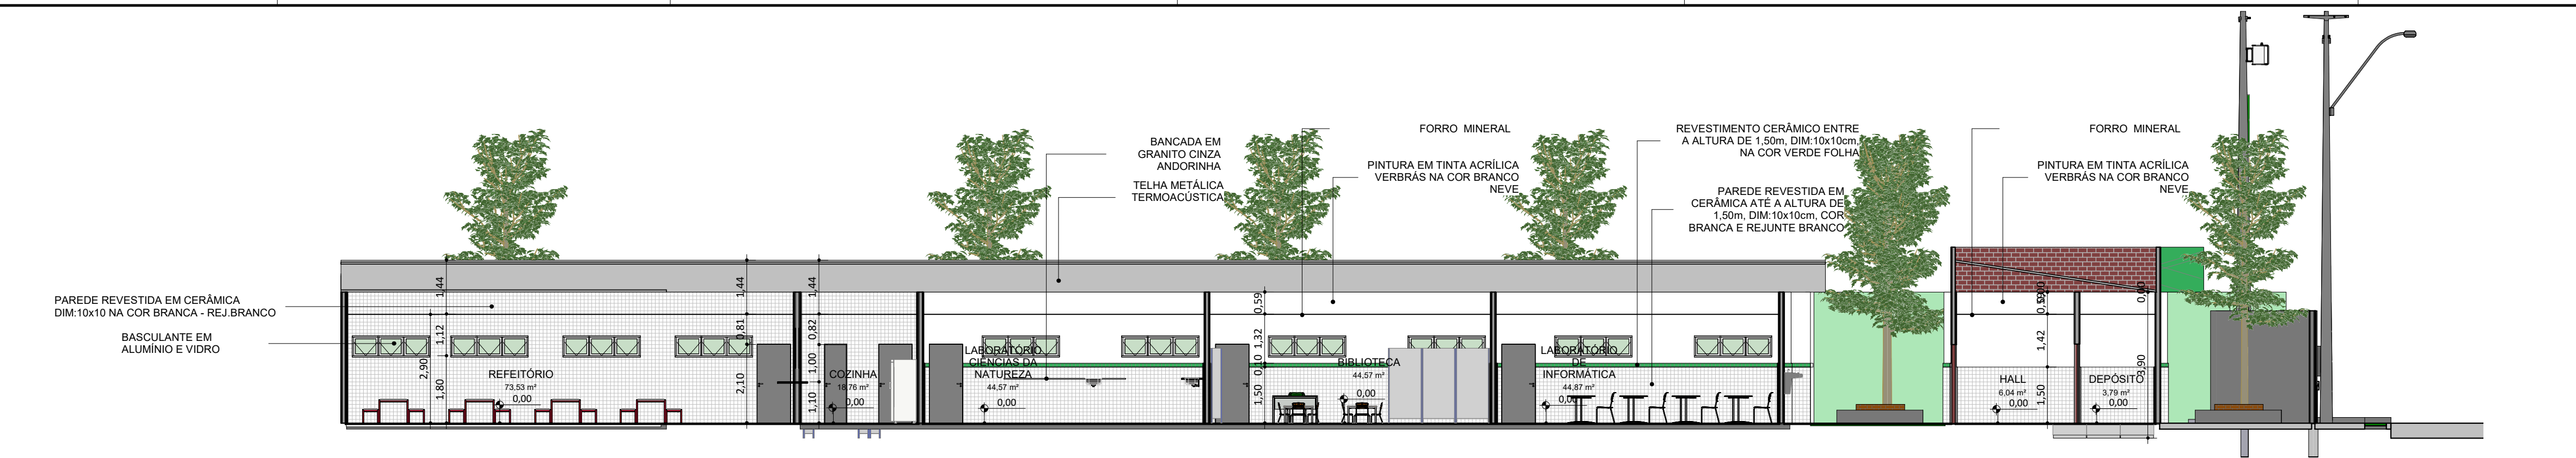 BANCADA EM
GRANITO CINZA
ANDORINHA
TELHA METÁLICA
TERMOACÚSTICA
FORRO MINERAL
PINTURA EM TINTA ACRÍLICA
VERBRÁS NA COR BRANCO
NEVE
REVESTIMENTO CERÂMICO ENTRE
A ALTURA DE 1,50m, DIM:10x10cm,
NA COR VERDE FOLHA
PAREDE REVESTIDA EM
CERÂMICA ATÉ A ALTURA DE
1,50m, DIM:10x10cm, COR
BRANCA E REJUNTE BRANCO
FORRO MINERAL
PINTURA EM TINTA ACRÍLICA
VERBRÁS NA COR BRANCO
NEVE
PAREDE REVESTIDA EM CERÂMICA
DIM:10x10 NA COR BRANCA - REJ.BRANCO
BASCULANTE EM
ALUMÍNIO E VIDRO
1,44
1,12
2,90
1,80
REFEITÓRIO
73,53 m²
0,00
1,44
0,81
2,10
1,44
0,82
1,00
1,10
COZINHA
18,76 m²
0,00
LABORATÓRIO
CIÊNCIAS DA
NATUREZA
44,57 m²
0,00
0,59
1,32
0,10
1,50
BIBLIOTECA
44,57 m²
0,00
LABORATÓRIO
DE
INFORMÁTICA
44,87 m²
0,00
HALL
6,04 m²
0,00
1,42
1,50
DEPÓSITO
3,79 m²
0,00
0,00
3,90